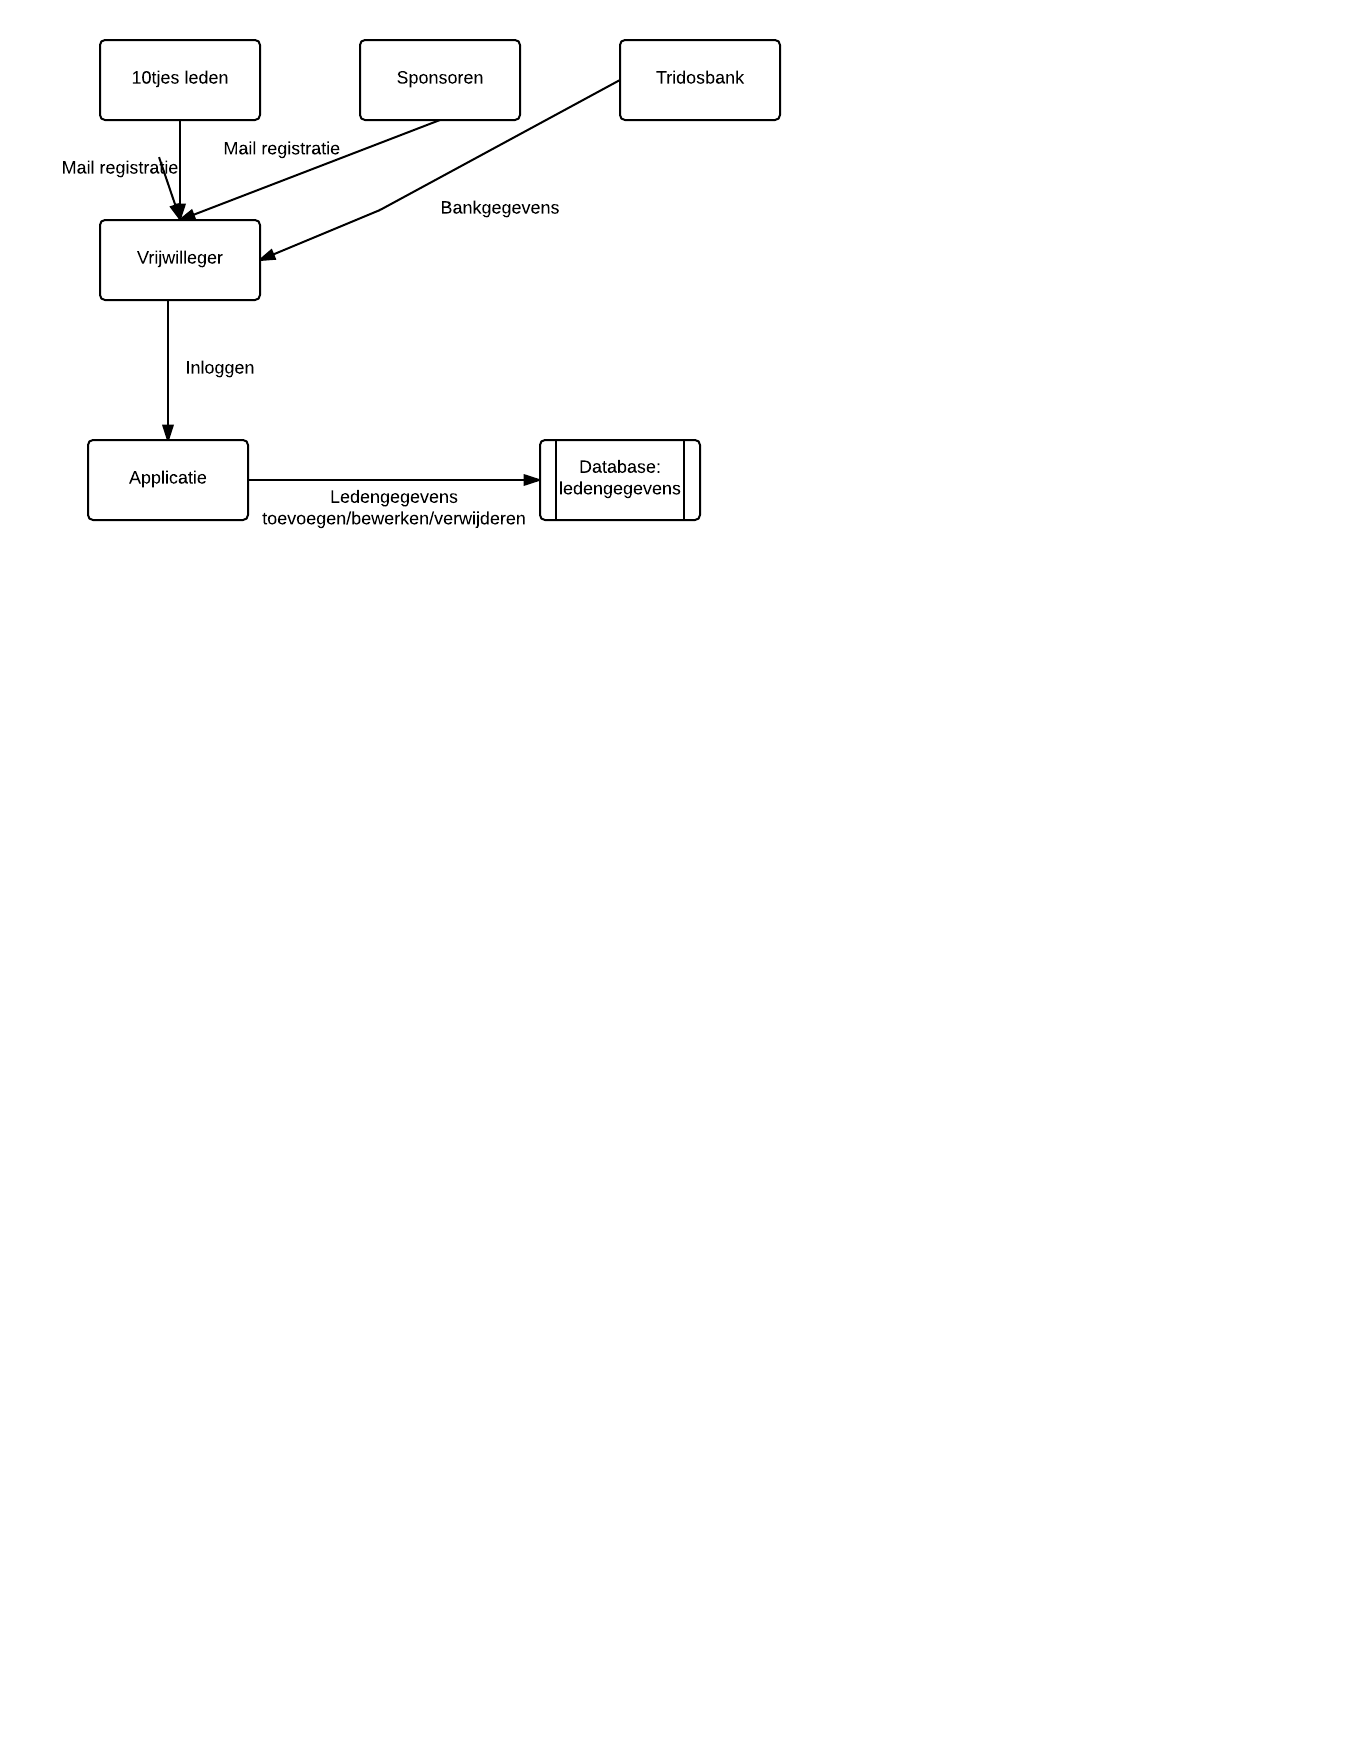 10tjes leden
Sponsoren
Tridosbank
Mail registratie
Mail registratie
Bankgegevens
Vrijwilleger
Inloggen
Applicatie
Ledengegevens
toevoegen/bewerken/verwijderen
Database:
ledengegevens